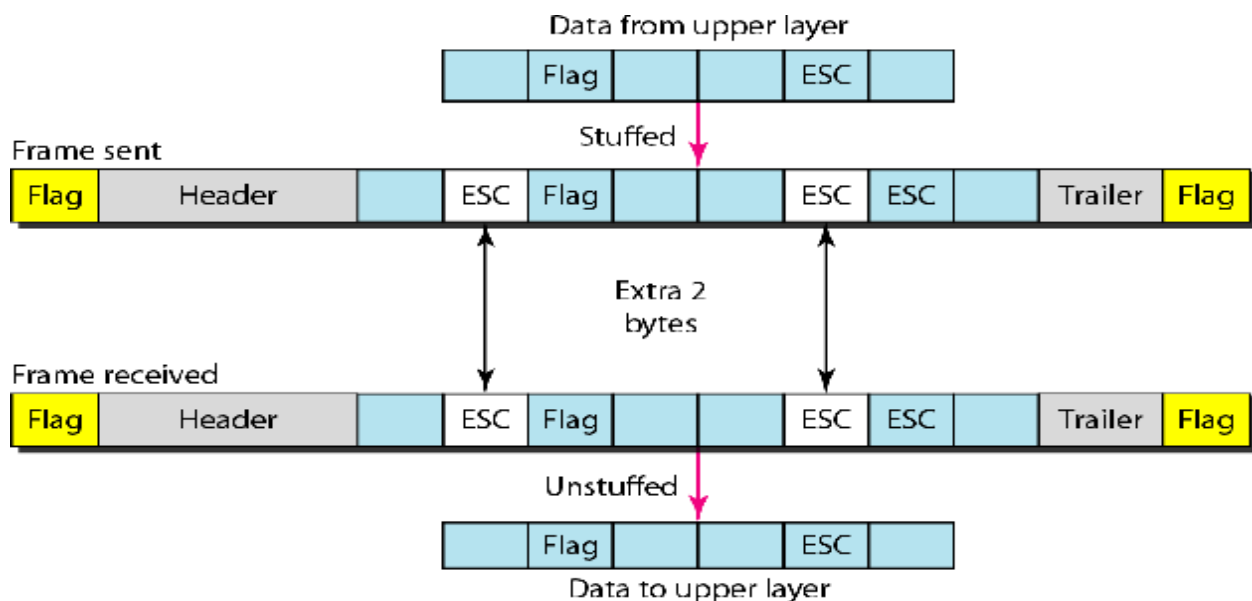 Data from upper layer
Flag ESC
Stuffed
Frame sent
Flag Header ESC Flag ESC ESC Trailer Flag
Extra 2
bytes
Frame received
Flag Header ESC Flag ESC ESC Trailer Flag
Unstuffed
Flag ESC
Data to upper layer